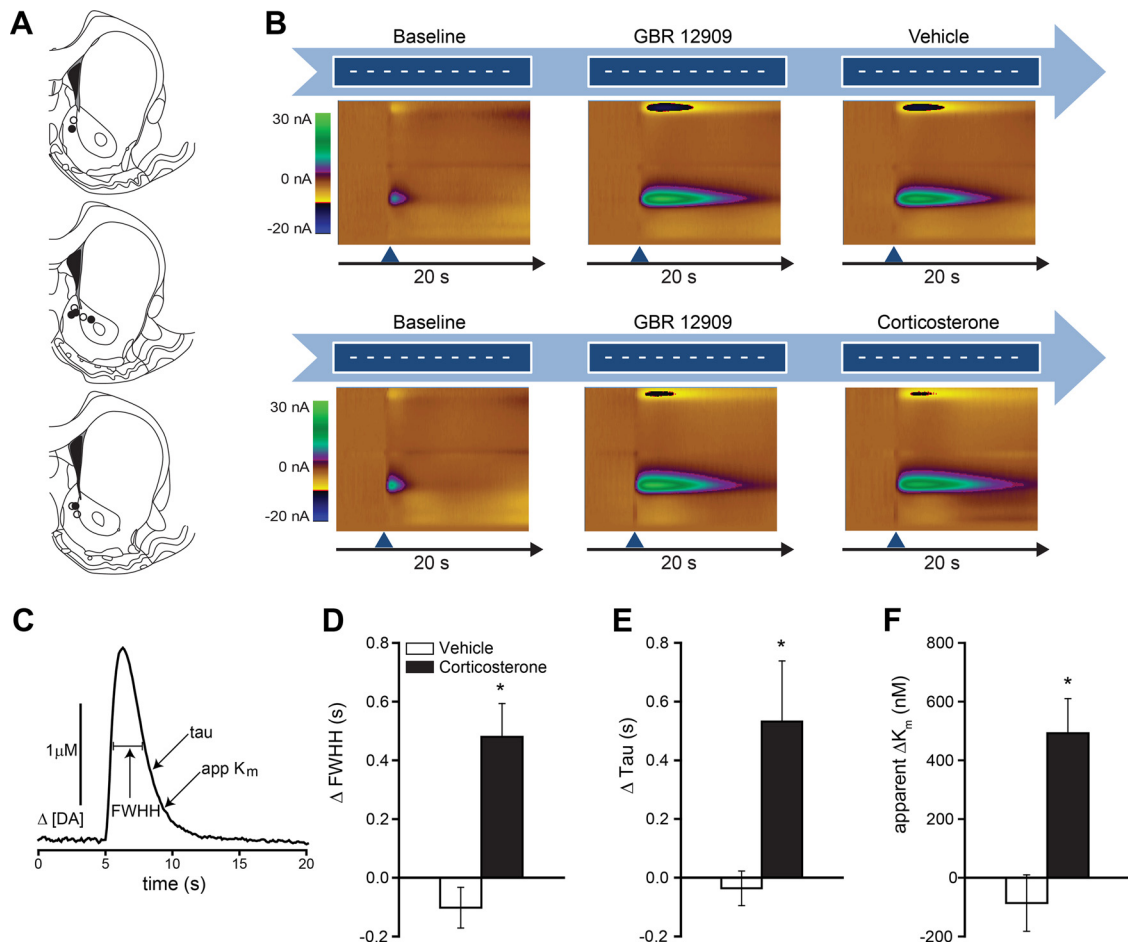 A
B
Baseline
GBR 12909
Vehicle
30 nA
0 nA
-20 nA
20 s
20 s
20 s
Baseline
GBR 12909
Corticosterone
30 nA
0 nA
-20 nA
20 s
20 s
20 s
C
1μM
Δ [DA]
tau
app Km
FWHH
0
5
10
15
20
time (s)
D
Δ FWHH (s)
0.8
0.6
0.4
0.2
0.0
-0.2
Vehicle
Corticosterone
*
E
Δ Tau (s)
0.8
0.6
0.4
0.2
0.0
-0.2
*
F
apparent ΔKm (nM)
800
600
400
200
0
-200
*